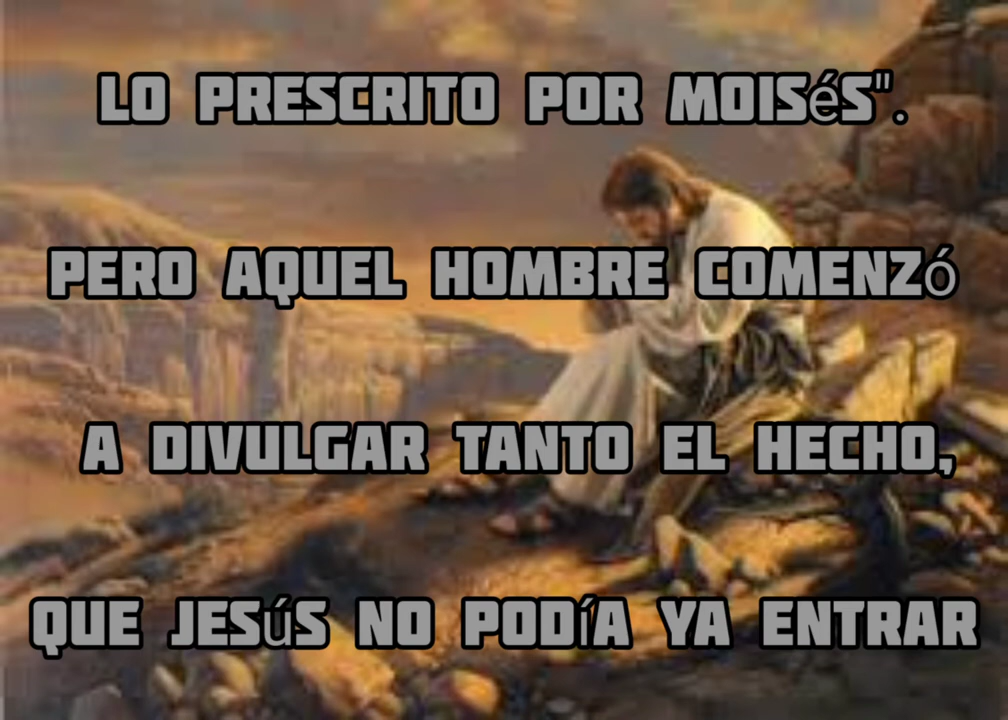 LO PRESCRITO POR MOISéS".
PERO AQUEL HOMBRE COMENZó
A DIVULGAR TANTO EL HECHO,
QUE JESúS NO PODíA YA ENTRAR